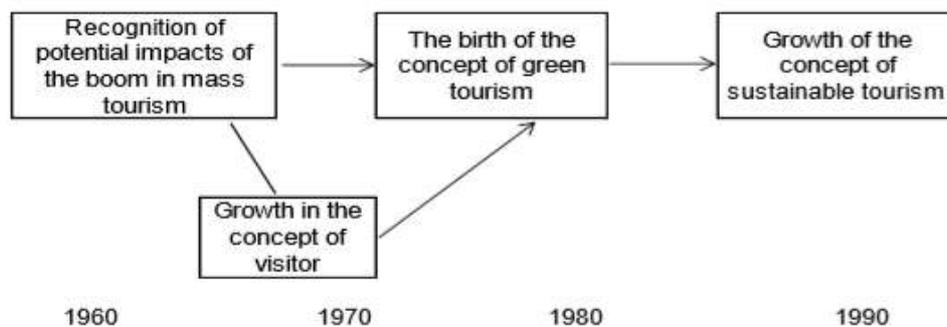 Recognition of
potential impacts of
the boom in mass
tourism
The birth of the
concept of green
tourism
Growth of the
concept of
sustainable tourism
Growth in the
concept of
visitor
1960 1970 1980 1990